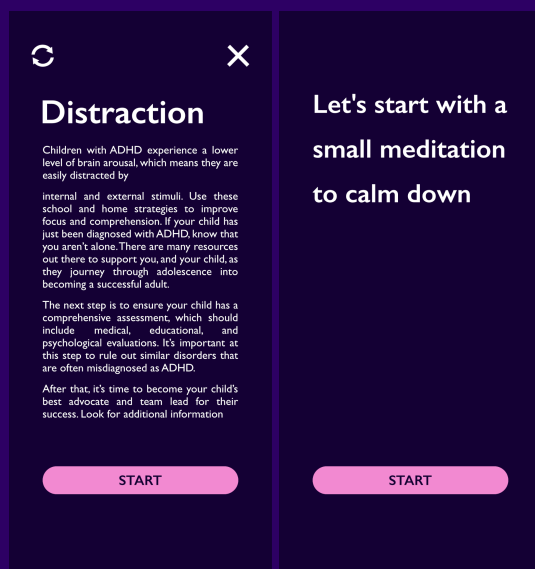 Distraction
Children with ADHD experience a lower
level of brain arousal, which means they are
easily distracted by
internal and external stimuli. Use these
school and home strategies to improve
focus and comprehension. If your child has
just been diagnosed with ADHD, know that
you aren't alone. There are many resources
out there to support you, and your child, as
they journey through adolescence into
becoming a successful adult.
The next step is to ensure your child has a
comprehensive assessment, which should
include medical, educational, and
psychological evaluations. It's important at
this step to rule out similar disorders that
are often misdiagnosed as ADHD.
After that, it's time to become your child's
best advocate and team lead for their
success. Look for additional information
START
Let's start with a
small meditation
to calm down
START